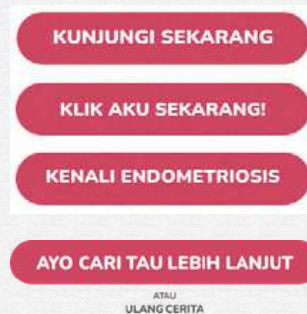 KUNJUNGI SEKARANG
KLIK AKU SEKARANG!
KENALI ENDOMETRIOSIS
AYO CARI TAU LEBIH LANJUT
ATAU
ULANG CERITA